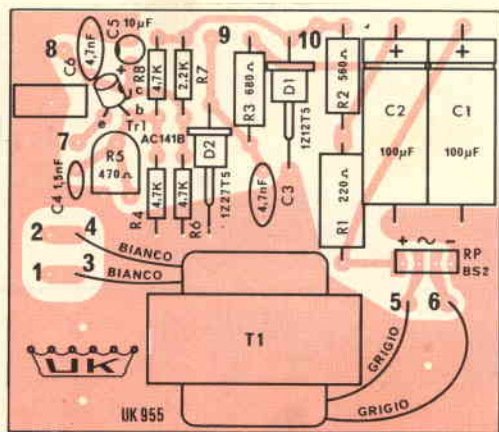 C5 10µF
C6 4,7nF
8
R8 4.7K
2.2K R7
9
10
R3 680Ω
D1
1Z12T5
R2 560Ω
+
+
C2
C1
100µF
100µF
+
c
b
e
Tr1
AC141B
7
R5
470Ω
C4 1,5nF
D2
1Z27T5
4,7nF
C3
R4 4.7K
4.7K R6
R1 220Ω
2
4
BIANCO
1
3
BIANCO
+ ~ -
RP
BS2
5
6
T1
GRIGIO
GRIGIO
UK
UK 955